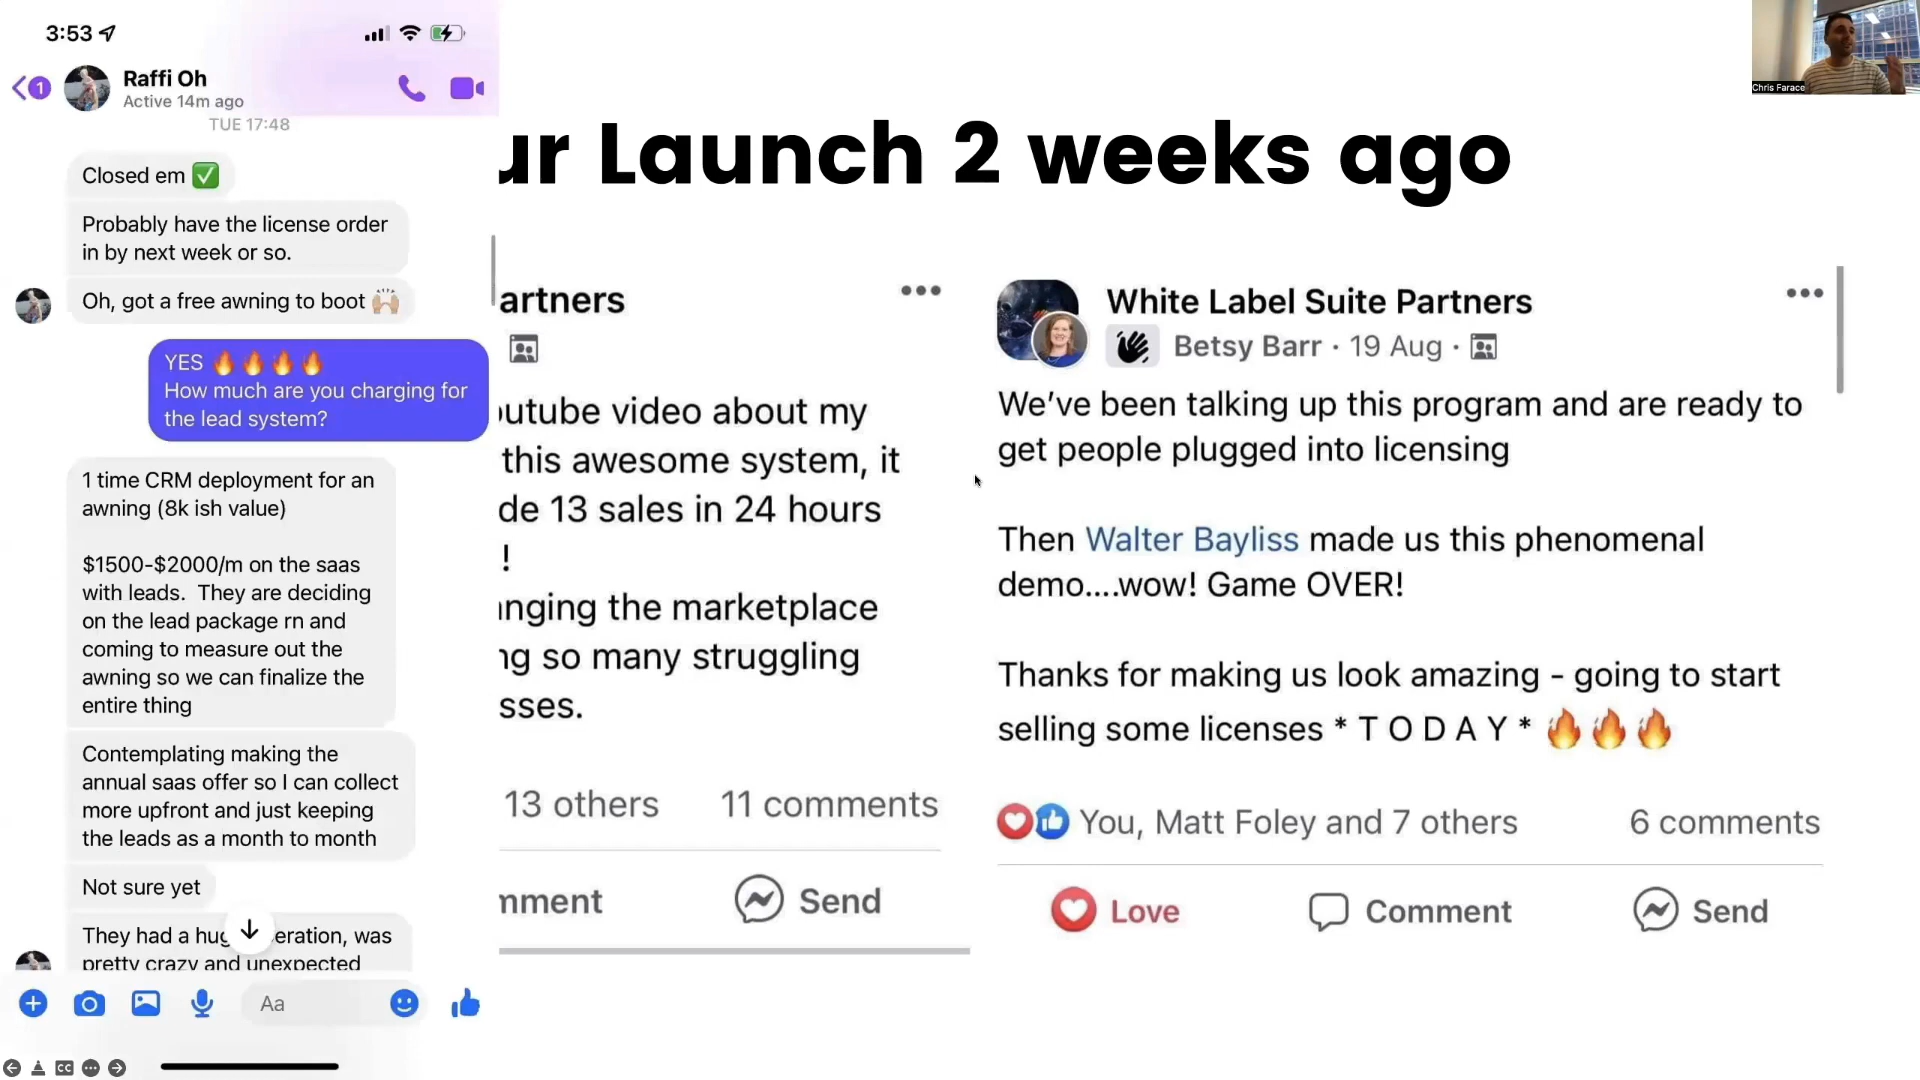 3:53
1
Raffi Oh
Active 14m ago
TUE 17:48
Closed em ✅
Probably have the license order
in by next week or so.
Oh, got a free awning to boot 🙌🏼
YES 🔥🔥🔥🔥
How much are you charging for
the lead system?
1 time CRM deployment for an
awning (8k ish value)
$1500-$2000/m on the saas
with leads. They are deciding
on the lead package rn and
coming to measure out the
awning so we can finalize the
entire thing
Contemplating making the
annual saas offer so I can collect
more upfront and just keeping
the leads as a month to month
Not sure yet
They had a hug eration, was
pretty crazy and unexpected
Aa
CC
ur Launch 2 weeks ago
artners
outube video about my
this awesome system, it
de 13 sales in 24 hours
!
anging the marketplace
ng so many struggling
sses.
13 others 11 comments
mment Send
White Label Suite Partners
Betsy Barr · 19 Aug ·
We’ve been talking up this program and are ready to
get people plugged into licensing
Then Walter Bayliss made us this phenomenal
demo....wow! Game OVER!
Thanks for making us look amazing - going to start
selling some licenses * T O D A Y * 🔥🔥🔥
You, Matt Foley and 7 others 6 comments
Love Comment Send
Chris Farace